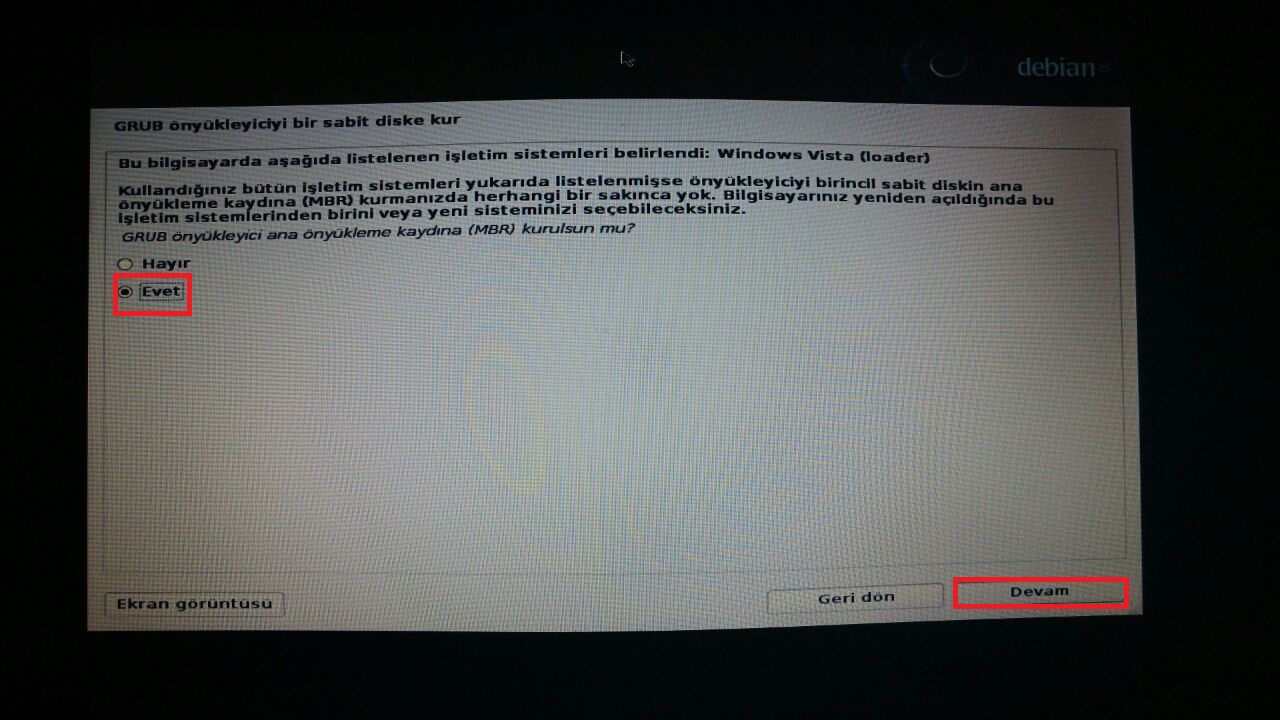 debian 8
GRUB önyükleyiciyi bir sabit diske kur
Bu bilgisayarda aşağıda listelenen işletim sistemleri belirlendi: Windows Vista (loader)
Kullandığınız bütün işletim sistemleri yukarıda listelenmişse önyükleyiciyi birincil sabit diskin ana
önyükleme kaydına (MBR) kurmanızda herhangi bir sakınca yok. Bilgisayarınız yeniden açıldığında bu
işletim sistemlerinden birini veya yeni sisteminizi seçebileceksiniz.
GRUB önyükleyici ana önyükleme kaydına (MBR) kurulsun mu?
Hayır
Evet
Ekran görüntüsü
Geri dön
Devam